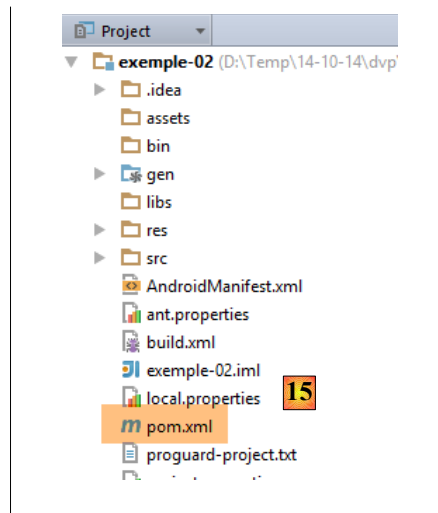 Project
exemple-02 (D:\Temp\14-10-14\dvp\
.idea
assets
bin
gen
libs
res
src
AndroidManifest.xml
ant.properties
build.xml
exemple-02.iml
local.properties 15
pom.xml
proguard-project.txt